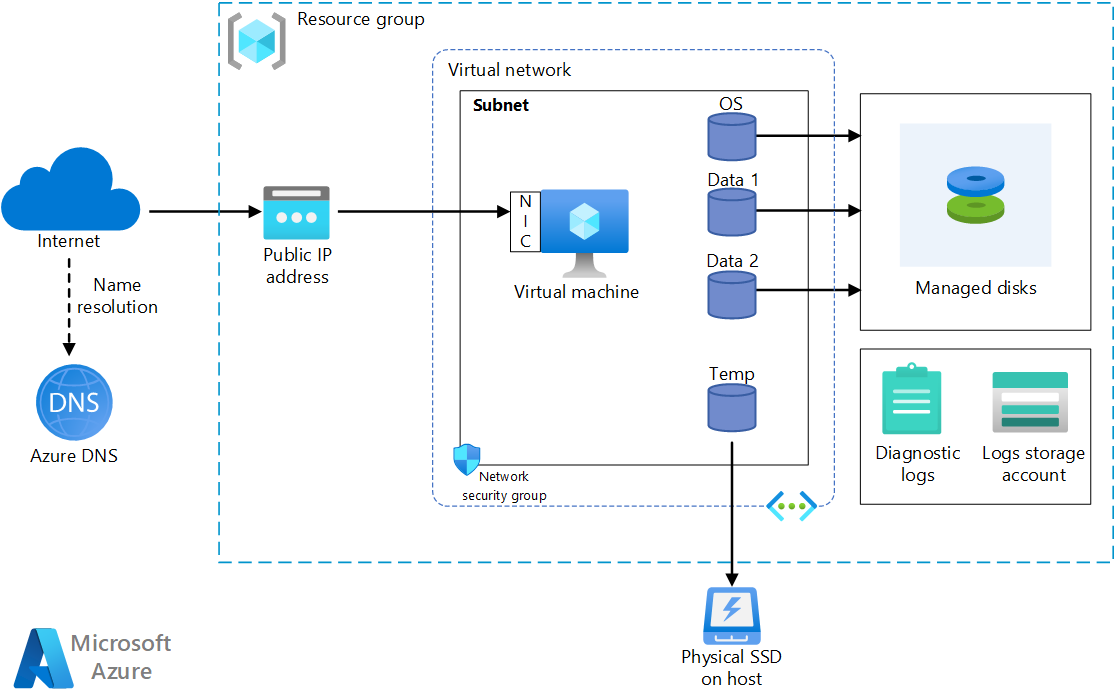 Resource group
Virtual network
Subnet
OS
Data 1
Data 2
Temp
N
I
C
Virtual machine
Network
security group
Internet
Name
resolution
DNS
Azure DNS
Public IP
address
Managed disks
Diagnostic
logs
Logs storage
account
Physical SSD
on host
Microsoft
Azure